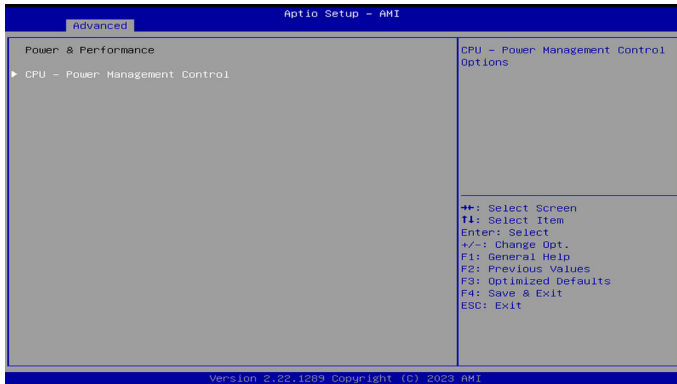 Aptio Setup – AMI
Advanced
Power & Performance
▶ CPU – Power Management Control
CPU – Power Management Control
Options
→←: Select Screen
↑↓: Select Item
Enter: Select
+/-: Change Opt.
F1: General Help
F2: Previous Values
F3: Optimized Defaults
F4: Save & Exit
ESC: Exit
Version 2.22.1289 Copyright (C) 2023 AMI